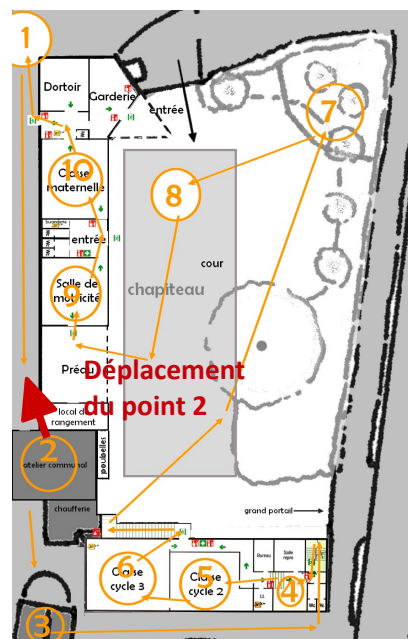 1
Dortoir
Garderie
entrée
7
10
Classe
maternelle
8
entrée
cour
chapiteau
9
Salle de
motricité
Préau
Déplacement
du point 2
local de
rangement
2
atelier communal
poubelles
chaufferie
grand portail
6
Classe
cycle 3
5
Classe
cycle 2
Bureau
Salle
repro
4
3